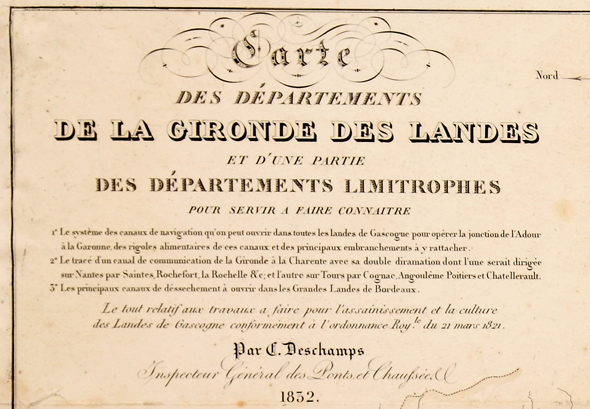 Carte
Nord
DES DÉPARTEMENTS
DE LA GIRONDE DES LANDES
ET D'UNE PARTIE
DES DÉPARTEMENTS LIMITROPHES
POUR SERVIR A FAIRE CONNAITRE
1º Le système des canaux de navigation qu'on peut ouvrir dans toutes les landes de Gascogne pour opérer la jonction de l'Adour
à la Garonne, des rigoles alimentaires de ces canaux et des principaux embranchements à y rattacher.
2º Le tracé d'un canal de communication de la Gironde à la Charente avec sa double diramation dont l'une serait dirigée
sur Nantes par Saintes, Rochefort, la Rochelle &c; et l'autre sur Tours par Cognac, Angoulême Poitiers et Chatellerault.
3º Les principaux canaux de déssechement à ouvrir dans les Grandes Landes de Bordeaux.
Le tout relatif aux travaux a faire pour l'assainissement et la culture
des Landes de Gascogne conformément à l'ordonnance Roy.le du 21 mars 1821.
Par C. Deschamps
Inspecteur Général des Ponts et Chaussée.
1832.